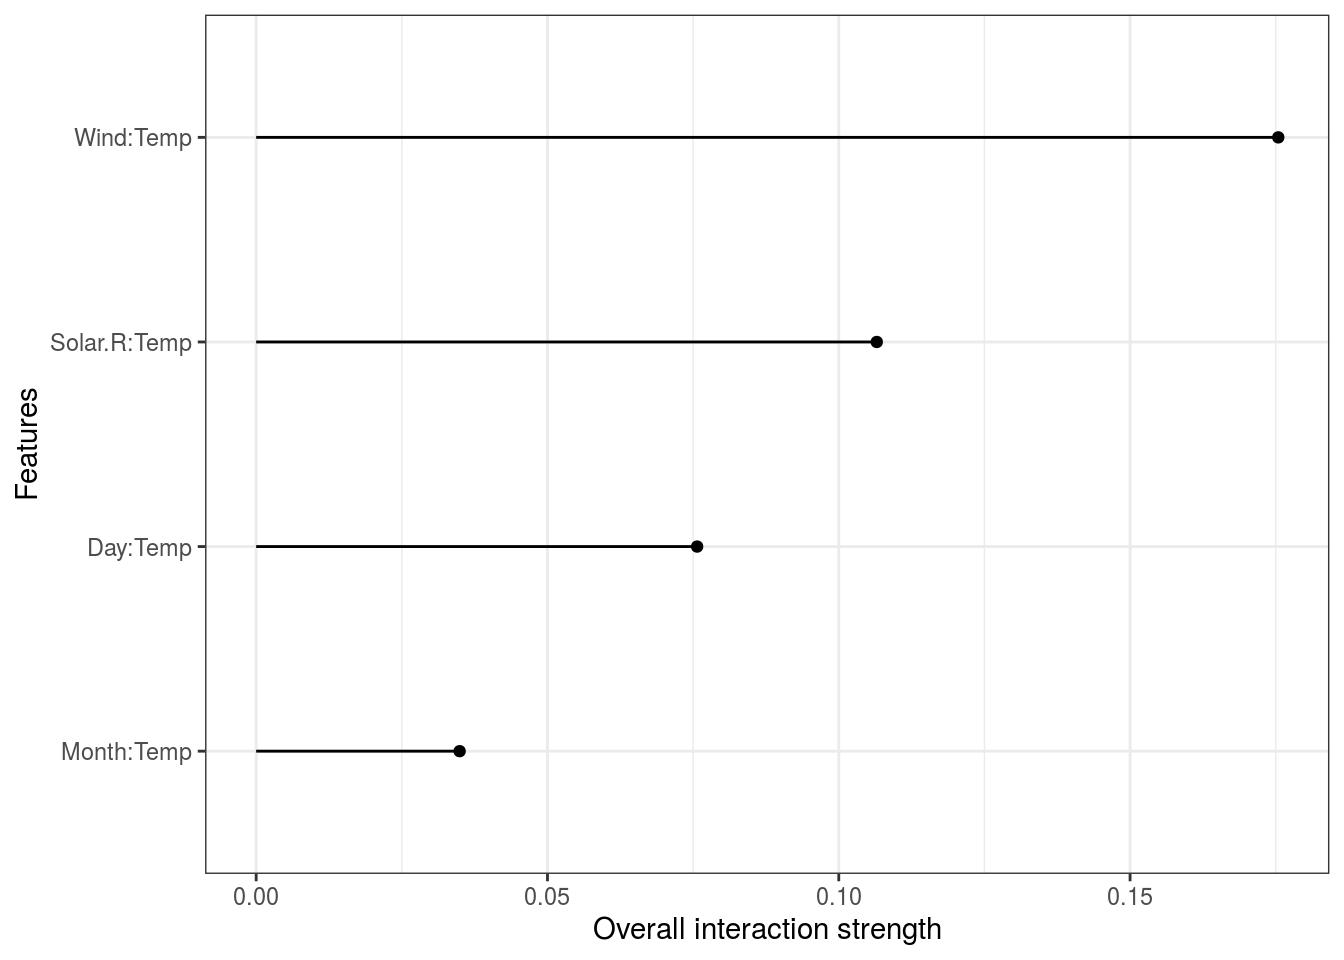 Wind:Temp
Solar.R:Temp
Day:Temp
Month:Temp
Features
0.00 0.05 0.10 0.15
Overall interaction strength